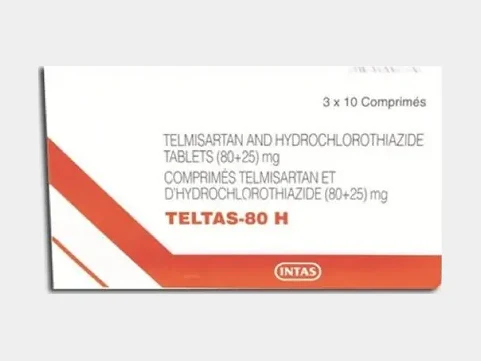 3 x 10 Comprimés
TELMISARTAN AND HYDROCHLOROTHIAZIDE
TABLETS (80+25) mg
COMPRIMÈS TELMISARTAN ET
D'HYDROCHLOROTHIAZIDE (80+25) mg
TELTAS-80 H
INTAS